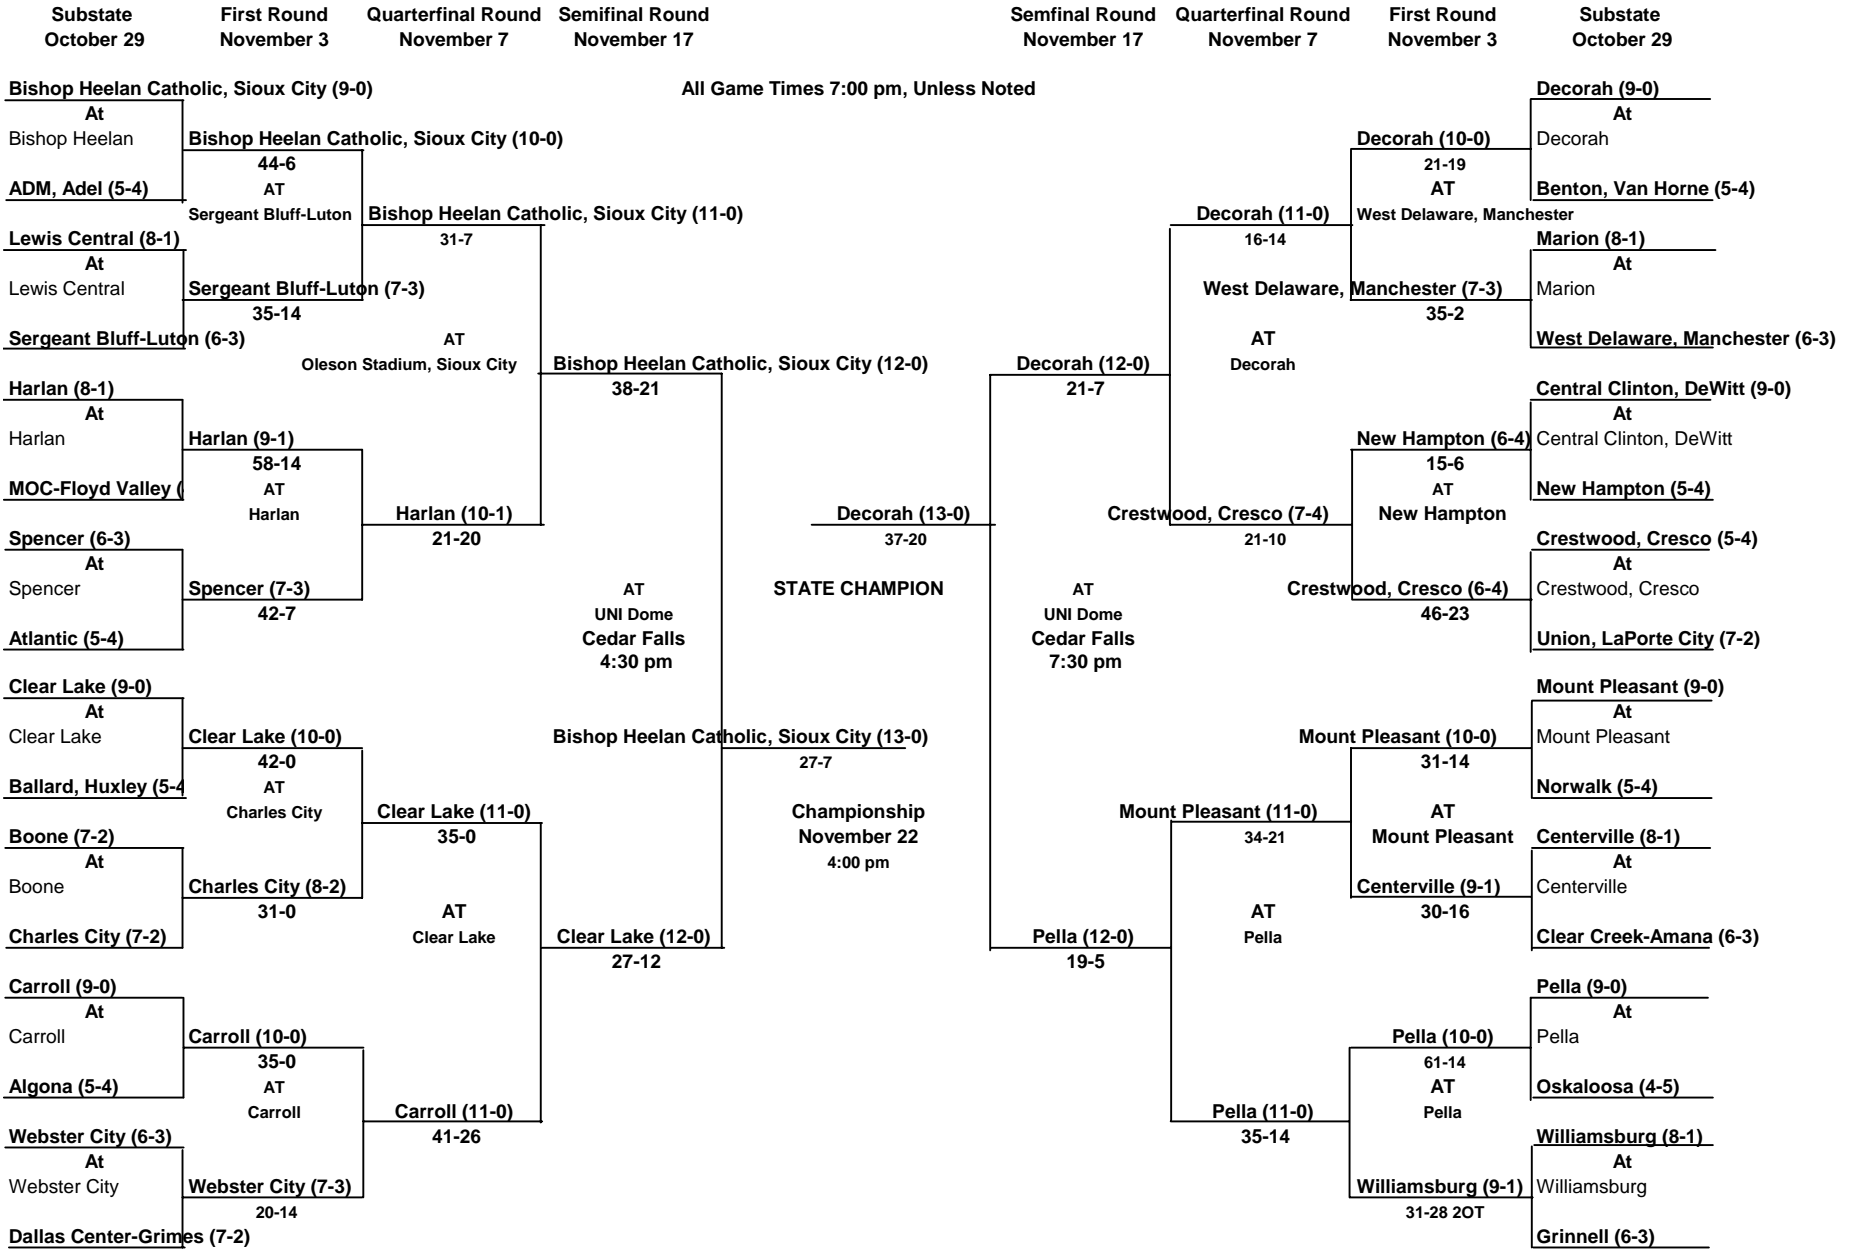 Substate First Round Quarterfinal Round Semifinal Round Semfinal Round Quarterfinal Round First Round Substate
October 29 November 3 November 7 November 17 November 17 November 7 November 3 October 29
Bishop Heelan Catholic, Sioux City (9-0) All Game Times 7:00 pm, Unless Noted Decorah (9-0)
At At
Bishop Heelan Bishop Heelan Catholic, Sioux City (10-0) Decorah (10-0) Decorah
44-6 21-19
ADM, Adel (5-4) AT AT Benton, Van Horne (5-4)
Sergeant Bluff-Luton Bishop Heelan Catholic, Sioux City (11-0) Decorah (11-0) West Delaware, Manchester
Lewis Central (8-1) 31-7 16-14 Marion (8-1)
At At
Lewis Central Sergeant Bluff-Luton (7-3) West Delaware, Manchester (7-3) Marion
35-14 35-2
Sergeant Bluff-Luton (6-3) AT AT West Delaware, Manchester (6-3)
Oleson Stadium, Sioux City Bishop Heelan Catholic, Sioux City (12-0) Decorah (12-0) Decorah
Harlan (8-1) 38-21 21-7 Central Clinton, DeWitt (9-0)
At At
Harlan Harlan (9-1) New Hampton (6-4) Central Clinton, DeWitt
58-14 15-6
MOC-Floyd Valley ( AT AT New Hampton (5-4)
Harlan Harlan (10-1) Decorah (13-0) Crestwood, Cresco (7-4) New Hampton
Spencer (6-3) 21-20 37-20 21-10 Crestwood, Cresco (5-4)
At At
Spencer Spencer (7-3) AT STATE CHAMPION AT Crestwood, Cresco (6-4) Crestwood, Cresco
42-7 UNI Dome UNI Dome 46-23
Atlantic (5-4) Cedar Falls Cedar Falls Union, LaPorte City (7-2)
4:30 pm 7:30 pm
Clear Lake (9-0) Mount Pleasant (9-0)
At At
Clear Lake Clear Lake (10-0) Bishop Heelan Catholic, Sioux City (13-0) Mount Pleasant (10-0) Mount Pleasant
42-0 27-7 31-14
Ballard, Huxley (5-4 AT Norwalk (5-4)
Charles City Clear Lake (11-0) Championship Mount Pleasant (11-0) AT
Boone (7-2) 35-0 November 22 34-21 Mount Pleasant Centerville (8-1)
At 4:00 pm At
Boone Charles City (8-2) Centerville (9-1) Centerville
31-0 AT AT 30-16
Charles City (7-2) Clear Lake Clear Lake (12-0) Pella (12-0) Pella Clear Creek-Amana (6-3)
27-12 19-5
Carroll (9-0) Pella (9-0)
At At
Carroll Carroll (10-0) Pella (10-0) Pella
35-0 61-14
Algona (5-4) AT AT Oskaloosa (4-5)
Carroll Carroll (11-0) Pella (11-0) Pella
Webster City (6-3) 41-26 35-14 Williamsburg (8-1)
At At
Webster City Webster City (7-3) Williamsburg (9-1) Williamsburg
20-14 31-28 2OT
Dallas Center-Grimes (7-2) Grinnell (6-3)